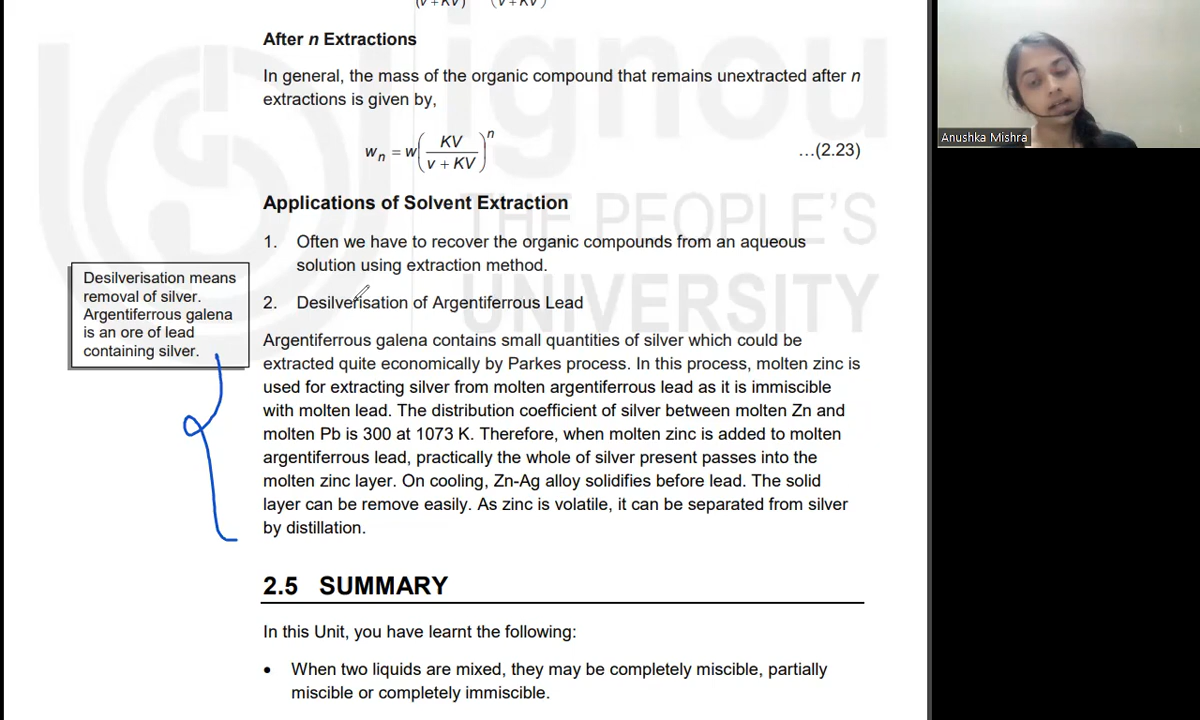 (v + KV) (v + KV)
After n Extractions
In general, the mass of the organic compound that remains unextracted after n
extractions is given by,
wn = w(KV / v + KV)n ...(2.23)
Applications of Solvent Extraction
1. Often we have to recover the organic compounds from an aqueous
solution using extraction method.
2. Desilverisation of Argentiferrous Lead
Desilverisation means
removal of silver.
Argentiferrous galena
is an ore of lead
containing silver.
Argentiferrous galena contains small quantities of silver which could be
extracted quite economically by Parkes process. In this process, molten zinc is
used for extracting silver from molten argentiferrous lead as it is immiscible
with molten lead. The distribution coefficient of silver between molten Zn and
molten Pb is 300 at 1073 K. Therefore, when molten zinc is added to molten
argentiferrous lead, practically the whole of silver present passes into the
molten zinc layer. On cooling, Zn-Ag alloy solidifies before lead. The solid
layer can be remove easily. As zinc is volatile, it can be separated from silver
by distillation.
2.5 SUMMARY
In this Unit, you have learnt the following:
• When two liquids are mixed, they may be completely miscible, partially
miscible or completely immiscible.
ignou
THE PEOPLE'S
UNIVERSITY
Anushka Mishra